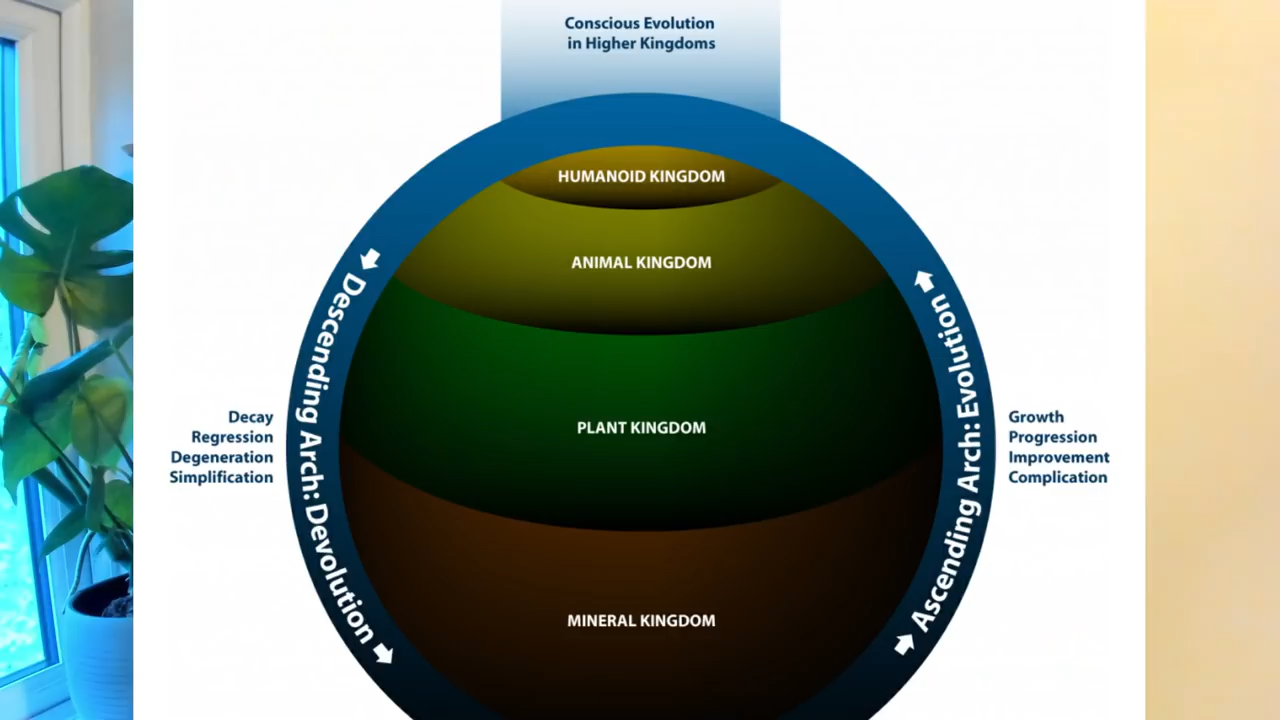 Conscious Evolution
in Higher Kingdoms
HUMANOID KINGDOM
ANIMAL KINGDOM
PLANT KINGDOM
MINERAL KINGDOM
Descending Arch: Devolution
Decay
Regression
Degeneration
Simplification
Ascending Arch: Evolution
Growth
Progression
Improvement
Complication